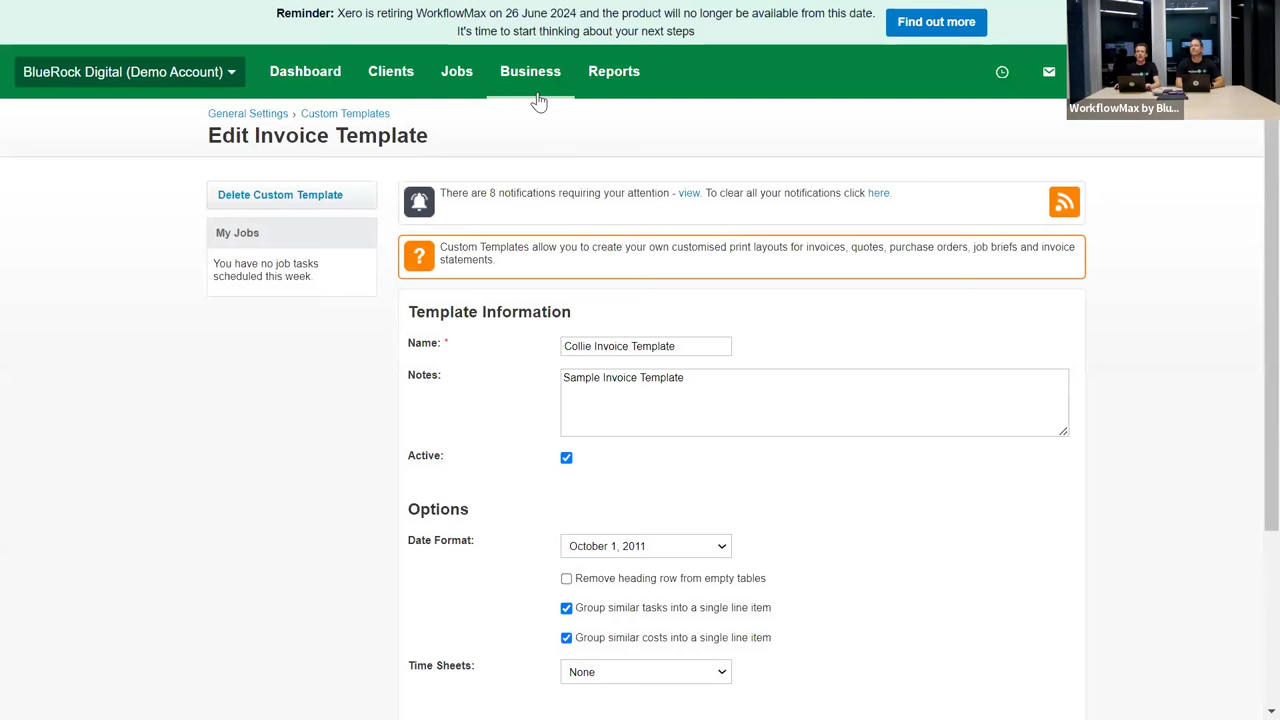 Reminder: Xero is retiring WorkflowMax on 26 June 2024 and the product will no longer be available from this date.
It's time to start thinking about your next steps
Find out more
BlueRock Digital (Demo Account)
Dashboard
Clients
Jobs
Business
Reports
WorkflowMax by Blu...
General Settings › Custom Templates
Edit Invoice Template
Delete Custom Template
My Jobs
You have no job tasks
scheduled this week.
There are 8 notifications requiring your attention - view. To clear all your notifications click here.
?
Custom Templates allow you to create your own customised print layouts for invoices, quotes, purchase orders, job briefs and invoice
statements.
Template Information
Name: *
Collie Invoice Template
Notes:
Sample Invoice Template
Active:
Options
Date Format:
October 1, 2011
Remove heading row from empty tables
Group similar tasks into a single line item
Group similar costs into a single line item
Time Sheets:
None